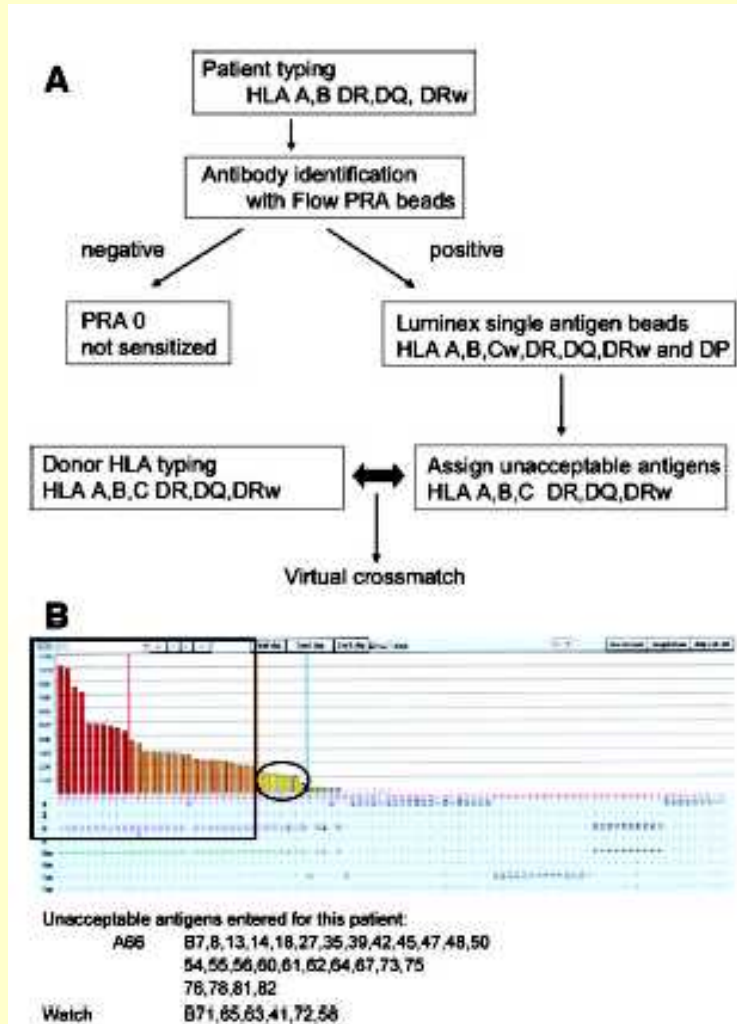 A
Patient typing
HLA A,B DR,DQ, DRw
Antibody identification
with Flow PRA beads
negative
positive
PRA 0
not sensitized
Luminex single antigen beads
HLA A,B,Cw,DR,DQ,DRw and DP
Donor HLA typing
HLA A,B,C DR,DQ,DRw
Assign unacceptable antigens
HLA A,B,C DR,DQ,DRw
Virtual crossmatch
B
Unacceptable antigens entered for this patient:
A66 B7,8,13,14,18,27,35,39,42,45,47,48,50
54,55,56,60,61,62,64,67,73,75
76,78,81,82
Watch B71,65,63,41,72,58